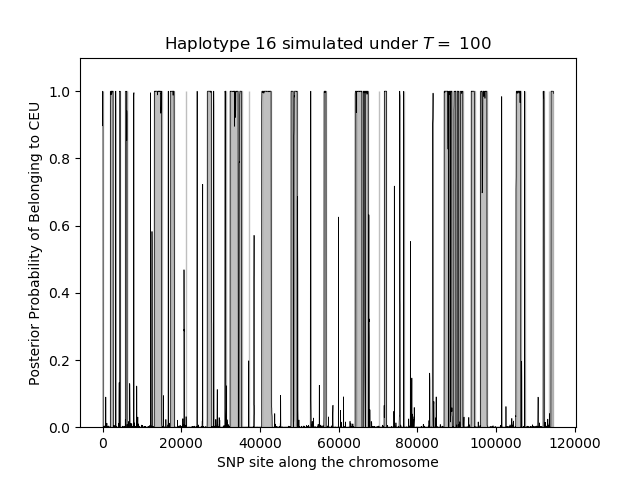 Haplotype 16 simulated under T = 100
Posterior Probability of Belonging to CEU
1.0
0.8
0.6
0.4
0.2
0.0
0 20000 40000 60000 80000 100000 120000
SNP site along the chromosome